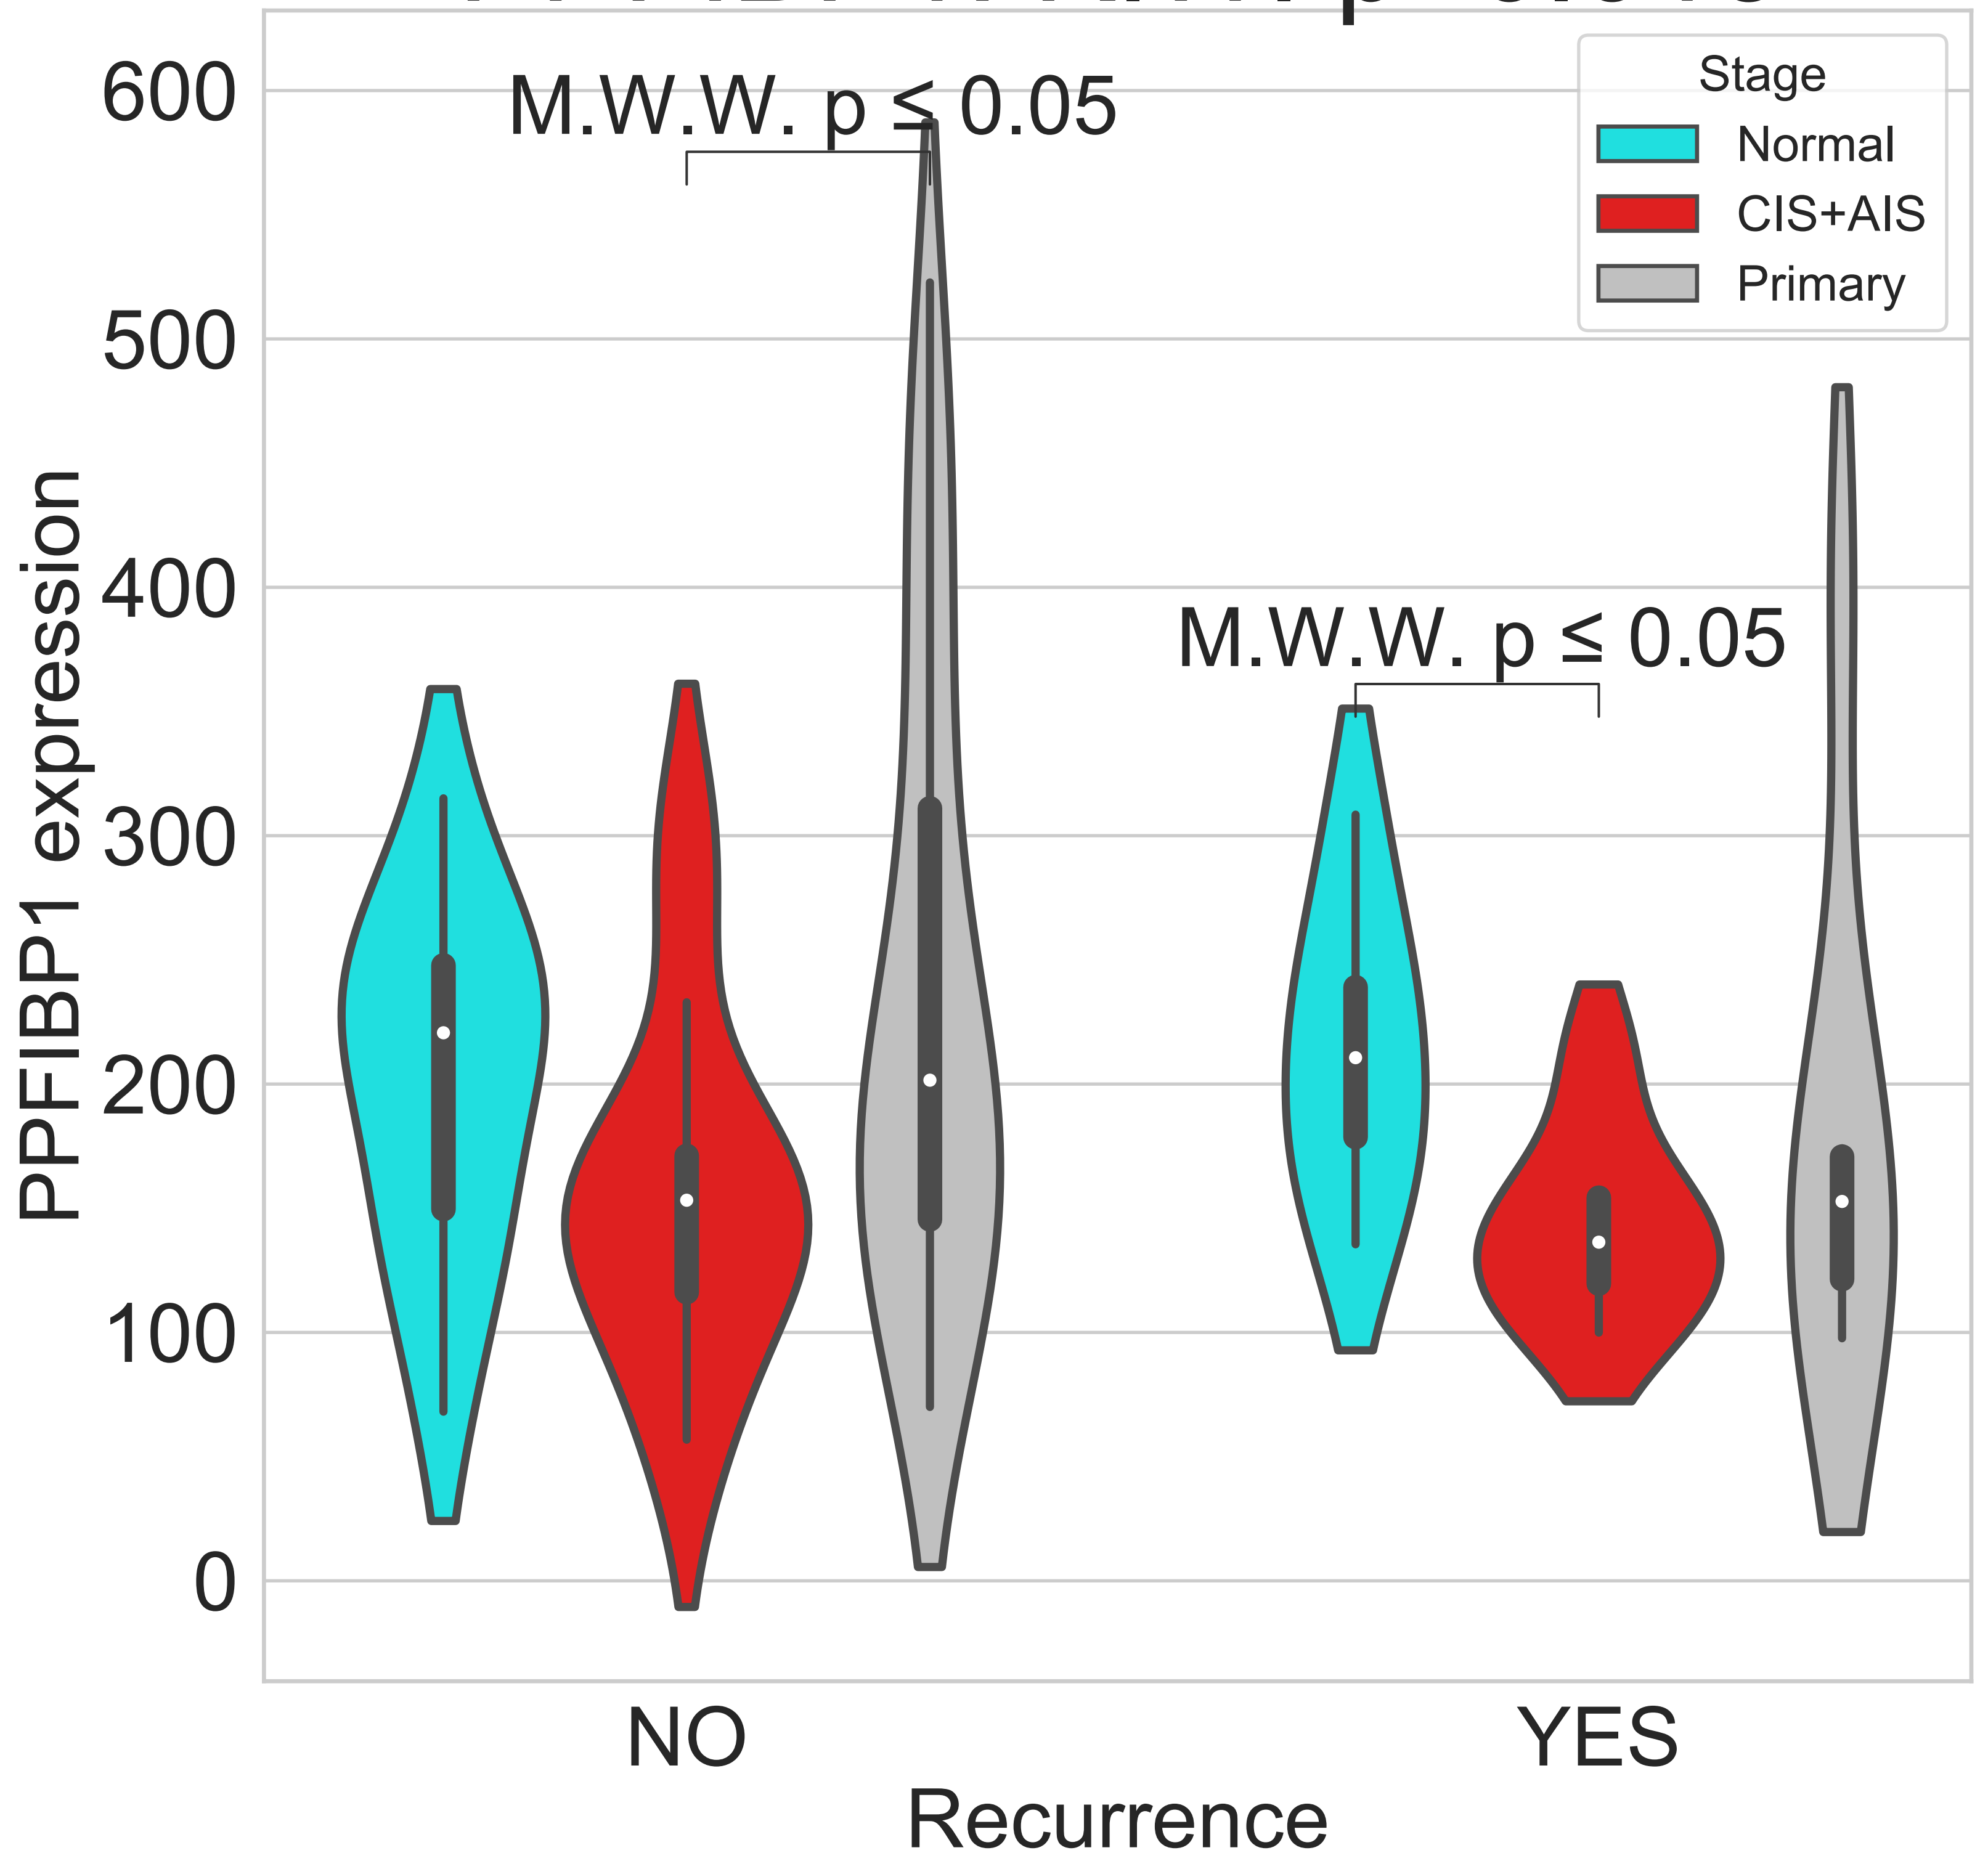 600
500
400
300
200
100
0
PPFIBP1 expression
M.W.W. p ≤ 0.05
M.W.W. p ≤ 0.05
Stage
Normal
CIS+AIS
Primary
NO
YES
Recurrence